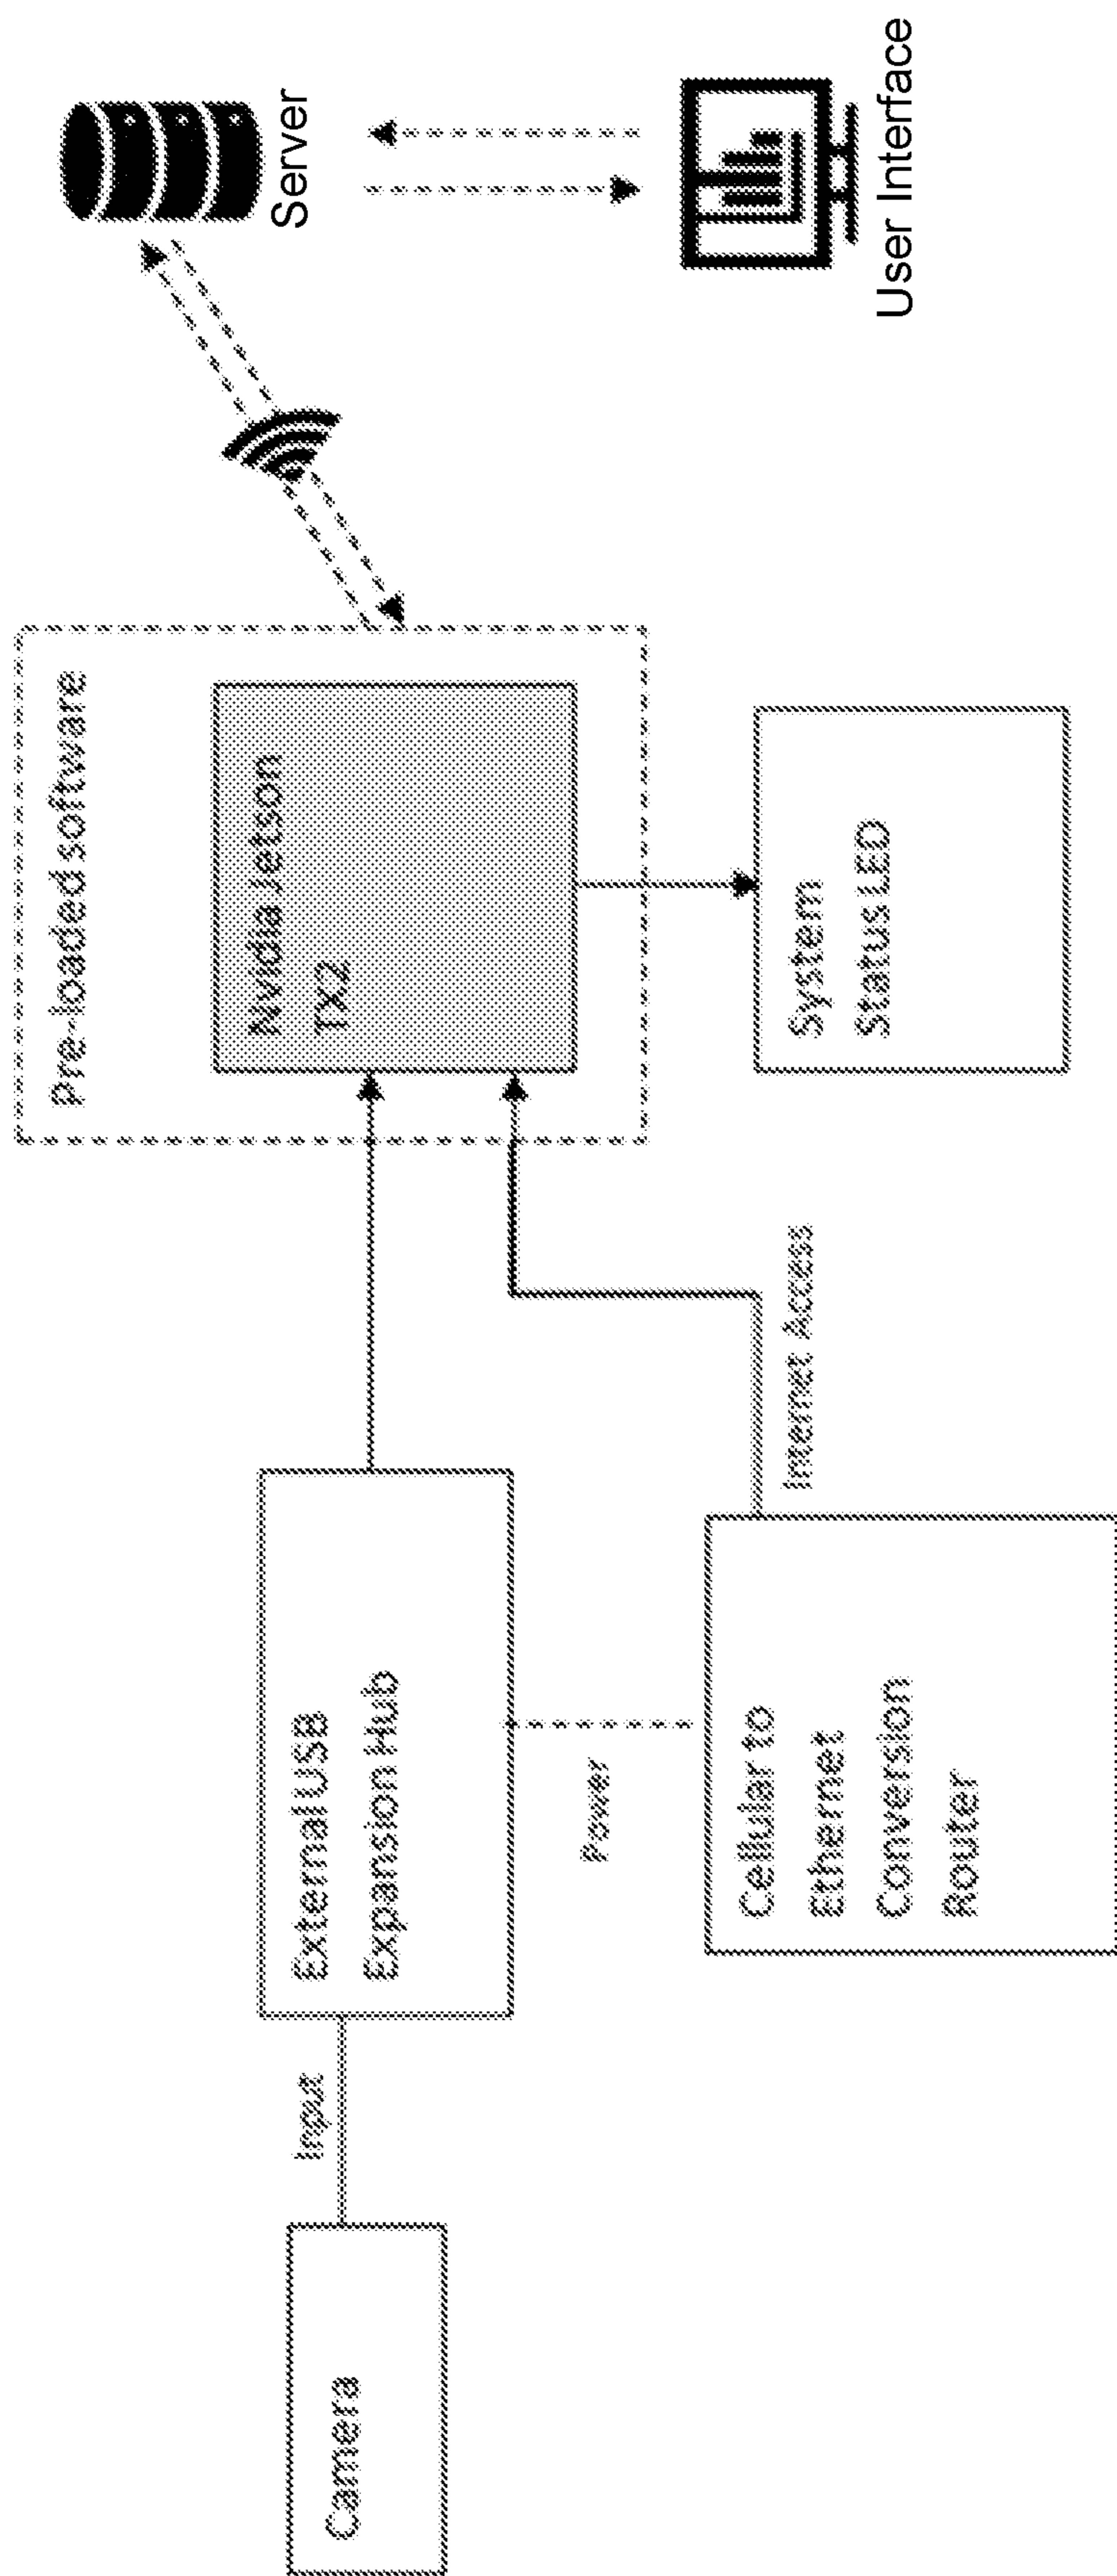 Camera
Input
External USB
Expansion Hub
Power
Cellular to
Ethernet
Conversion
Router
Internet Access
Pre-loaded software
Nvidia Jetson
TX2
System
Status LED
Server
User Interface